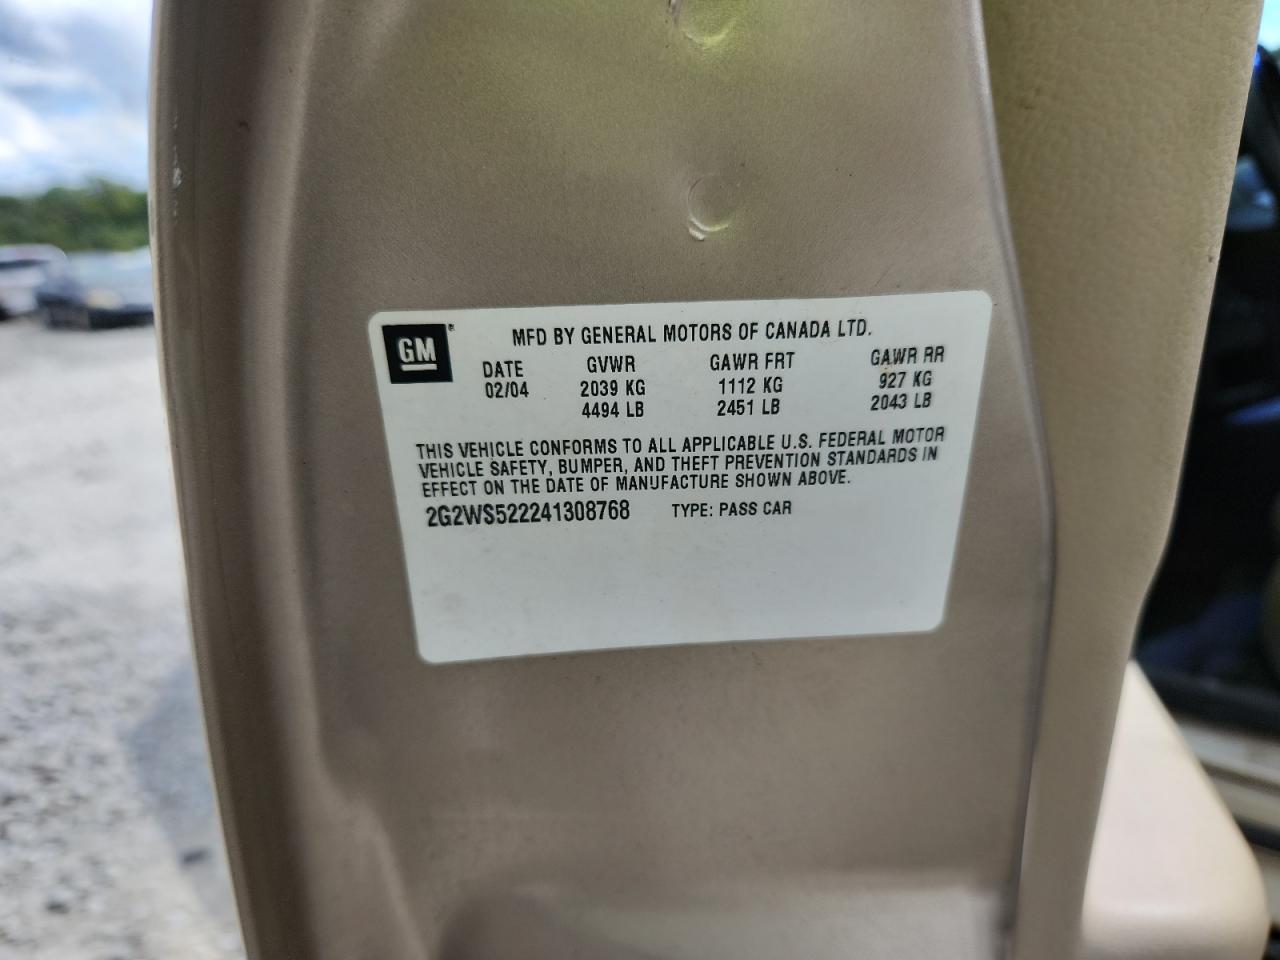 GM ®
MFD BY GENERAL MOTORS OF CANADA LTD.
DATE GVWR GAWR FRT GAWR RR
02/04 2039 KG 1112 KG 927 KG
4494 LB 2451 LB 2043 LB
THIS VEHICLE CONFORMS TO ALL APPLICABLE U.S. FEDERAL MOTOR
VEHICLE SAFETY, BUMPER, AND THEFT PREVENTION STANDARDS IN
EFFECT ON THE DATE OF MANUFACTURE SHOWN ABOVE.
2G2WS522241308768 TYPE: PASS CAR